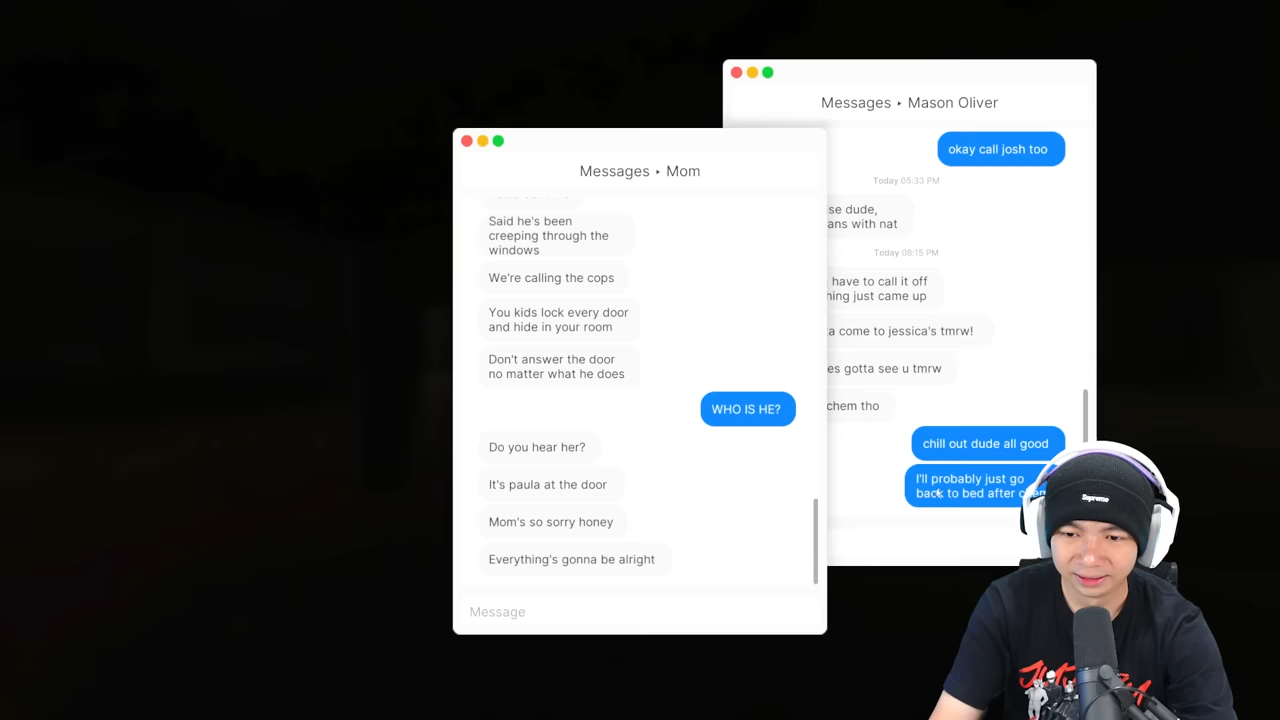 Messages ▸ Mason Oliver
okay call josh too
Today 05:33 PM
se dude,
ans with nat
Today 08:15 PM
have to call it off
hing just came up
a come to jessica's tmrw!
es gotta see u tmrw
chem tho
chill out dude all good
I'll probably just go
back to bed after
Messages ▸ Mom
Said he's been
creeping through the
windows
We're calling the cops
You kids lock every door
and hide in your room
Don't answer the door
no matter what he does
WHO IS HE?
Do you hear her?
It's paula at the door
Mom's so sorry honey
Everything's gonna be alright
Message
Supreme